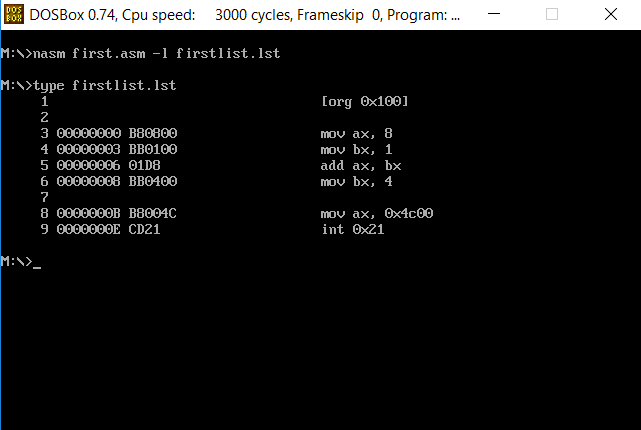 DOS BOX DOSBox 0.74, Cpu speed: 3000 cycles, Frameskip 0, Program: ...
M:\>nasm first.asm -l firstlist.lst
M:\>type firstlist.lst
1 [org 0x100]
2
3 00000000 B80800 mov ax, 8
4 00000003 BB0100 mov bx, 1
5 00000006 01D8 add ax, bx
6 00000008 BB0400 mov bx, 4
7
8 0000000B B8004C mov ax, 0x4c00
9 0000000E CD21 int 0x21
M:\>_